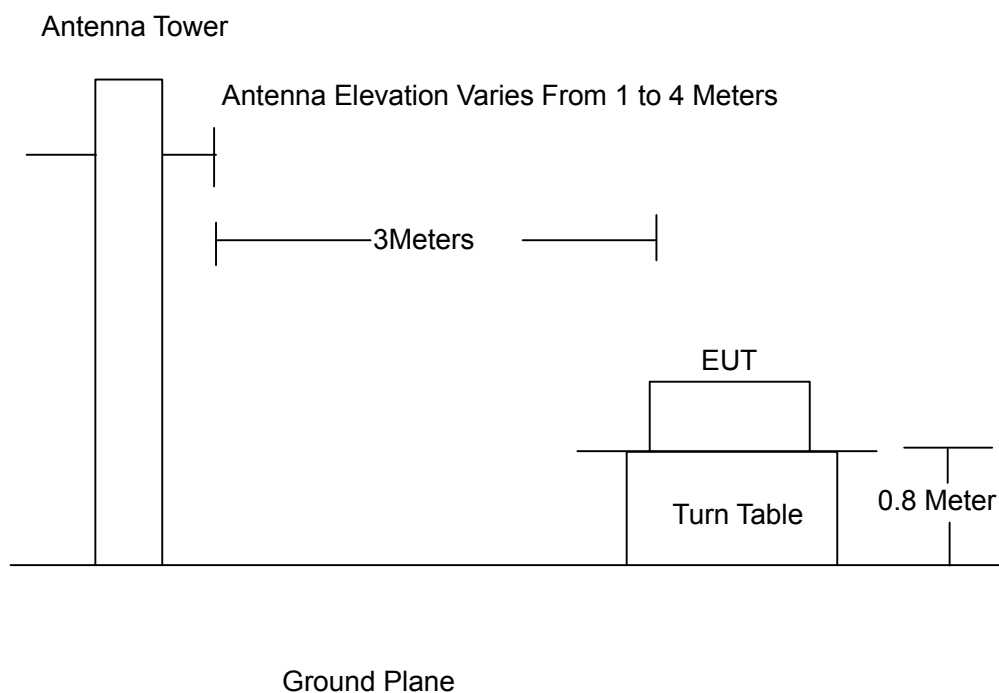 Antenna Tower
Antenna Elevation Varies From 1 to 4 Meters
3Meters
EUT
0.8 Meter
Turn Table
Ground Plane